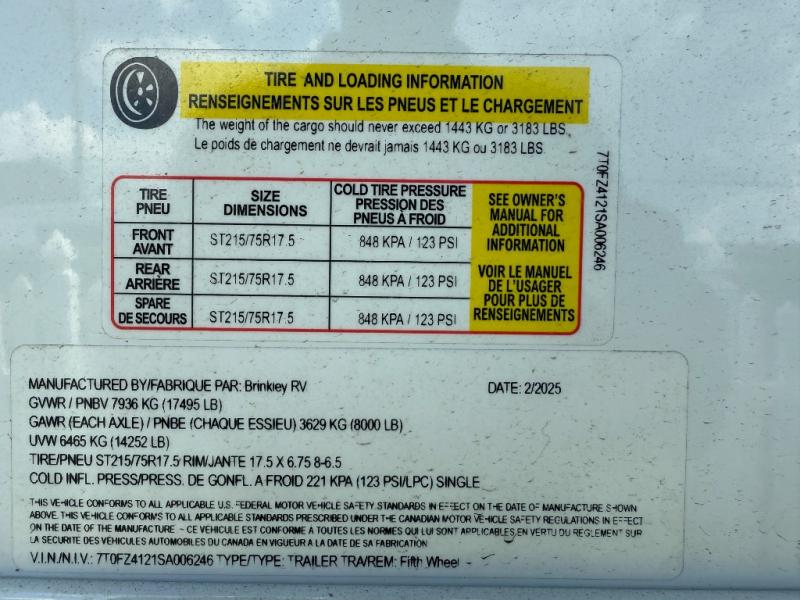 TIRE AND LOADING INFORMATION
RENSEIGNEMENTS SUR LES PNEUS ET LE CHARGEMENT
The weight of the cargo should never exceed 1443 KG or 3183 LBS
Le poids de chargement ne devrait jamais 1443 KG ou 3183 LBS
TIRE PNEU
SIZE DIMENSIONS
COLD TIRE PRESSURE PRESSION DES PNEUS À FROID
FRONT AVANT
ST215/75R17.5
848 KPA / 123 PSI
REAR ARRIÈRE
ST215/75R17.5
848 KPA / 123 PSI
SPARE DE SECOURS
ST215/75R17.5
848 KPA / 123 PSI
SEE OWNER'S
MANUAL FOR
ADDITIONAL
INFORMATION
VOIR LE MANUEL
DE L'USAGER
POUR PLUS DE
RENSEIGNEMENTS
7T0FZ4121SA006246
MANUFACTURED BY/FABRIQUE PAR: Brinkley RV DATE: 2/2025
GVWR / PNBV 7936 KG (17495 LB)
GAWR (EACH AXLE) / PNBE (CHAQUE ESSIEU) 3629 KG (8000 LB)
UVW 6465 KG (14252 LB)
TIRE/PNEU ST215/75R17.5 RIM/JANTE 17.5 X 6.75 8-6.5
COLD INFL. PRESS/PRESS. DE GONFL. A FROID 221 KPA (123 PSI/LPC) SINGLE
THIS VEHICLE CONFORMS TO ALL APPLICABLE U.S. FEDERAL MOTOR VEHICLE SAFETY STANDARDS IN EFFECT ON THE DATE OF MANUFACTURE SHOWN
ABOVE. THIS VEHICLE CONFORMS TO ALL APPLICABLE STANDARDS PRESCRIBED UNDER THE CANADIAN MOTOR VEHICLE SAFETY REGULATIONS IN EFFECT
ON THE DATE OF THE MANUFACTURE - CE VEHICULE EST CONFORME A TOUTES LES NORMES QUI LUI SONT APPLICABLES EN VERTU DU REGLEMENT SUR
LA SECURITE DES VEHICULES AUTOMOBILES DU CANADA EN VIGUEUR A LA DATE DE SA FABRICATION
V.I.N./N.I.V.: 7T0FZ4121SA006246 TYPE/TYPE: TRAILER TRA/REM: Fifth Wheel